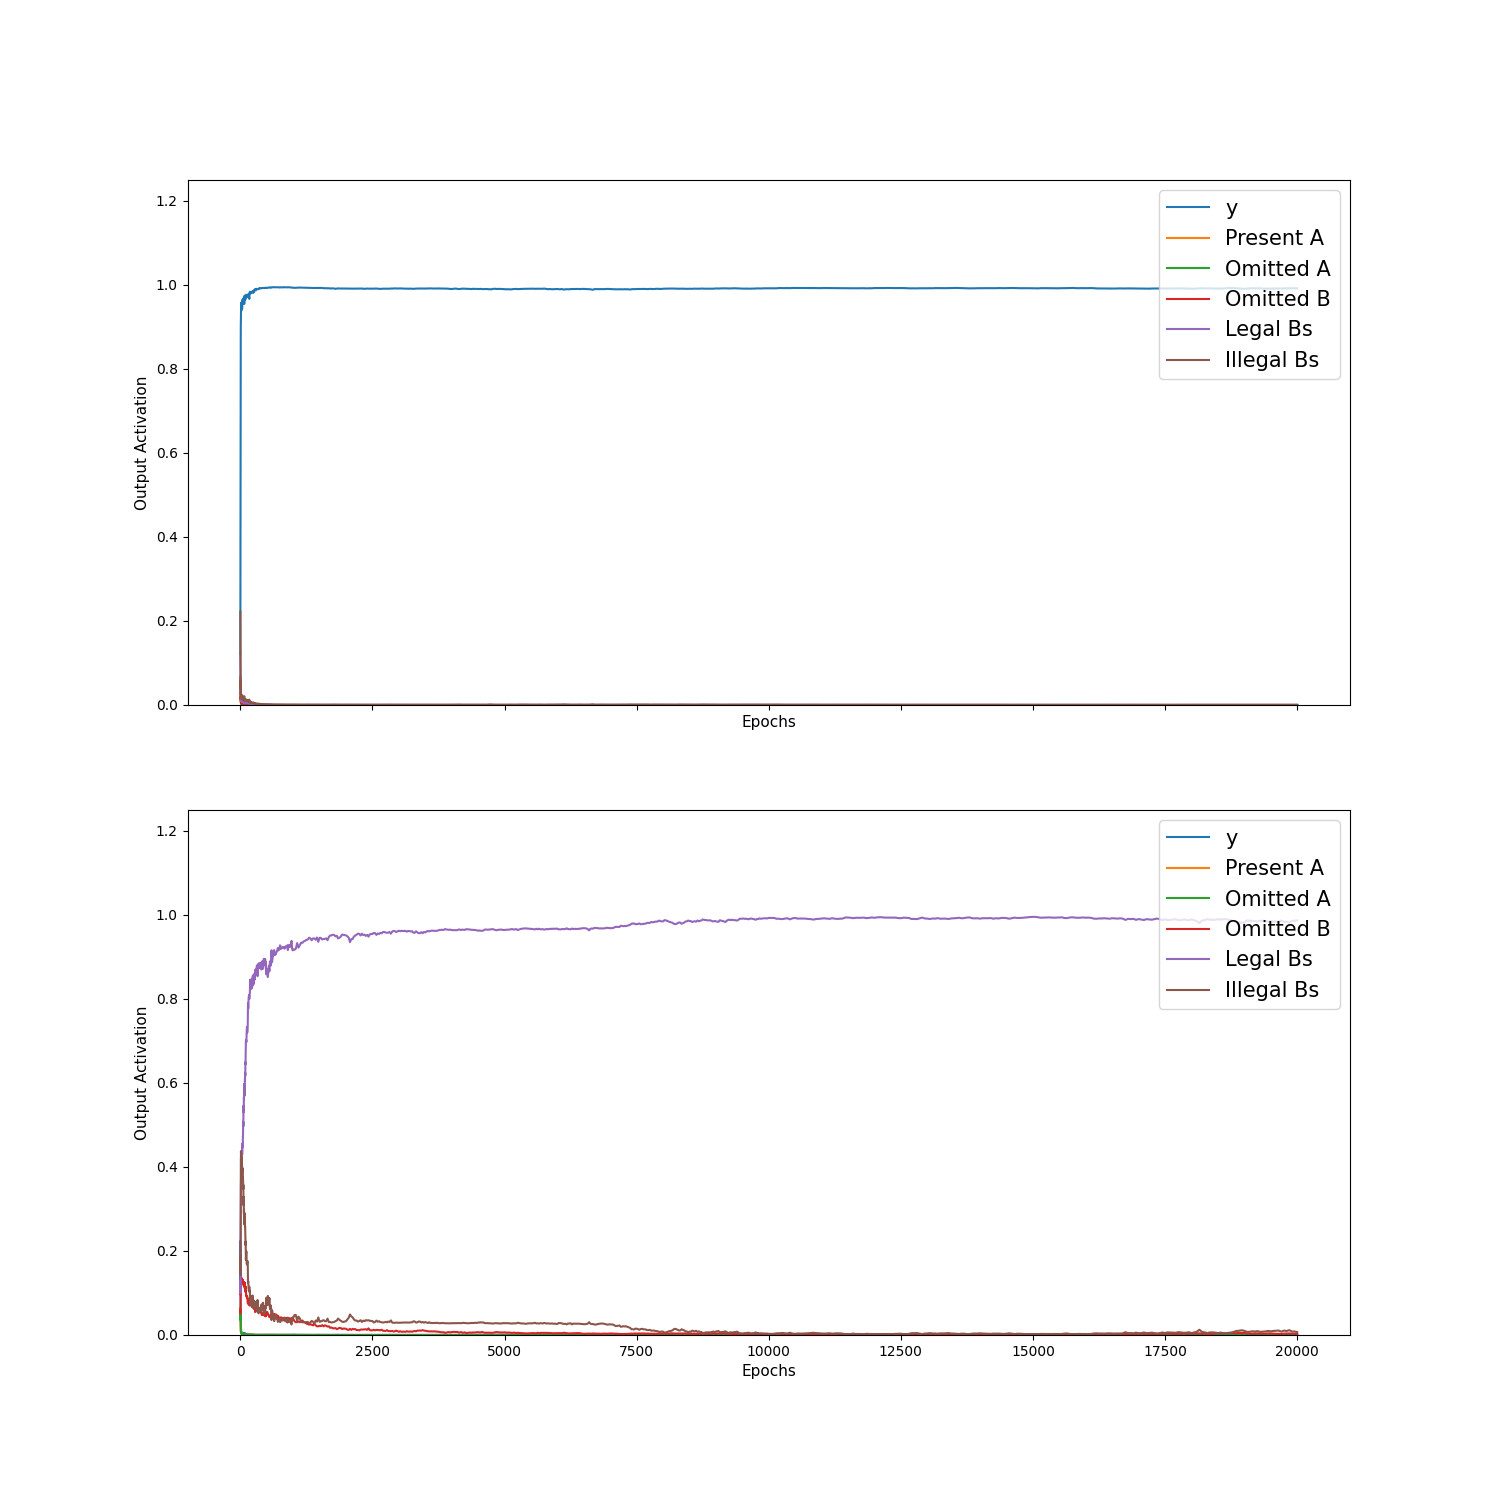 1.2
1.0
0.8
0.6
0.4
0.2
0.0
Output Activation
Epochs
y
Present A
Omitted A
Omitted B
Legal Bs
Illegal Bs
1.2
1.0
0.8
0.6
0.4
0.2
0.0
Output Activation
0 2500 5000 7500 10000 12500 15000 17500 20000
Epochs
y
Present A
Omitted A
Omitted B
Legal Bs
Illegal Bs